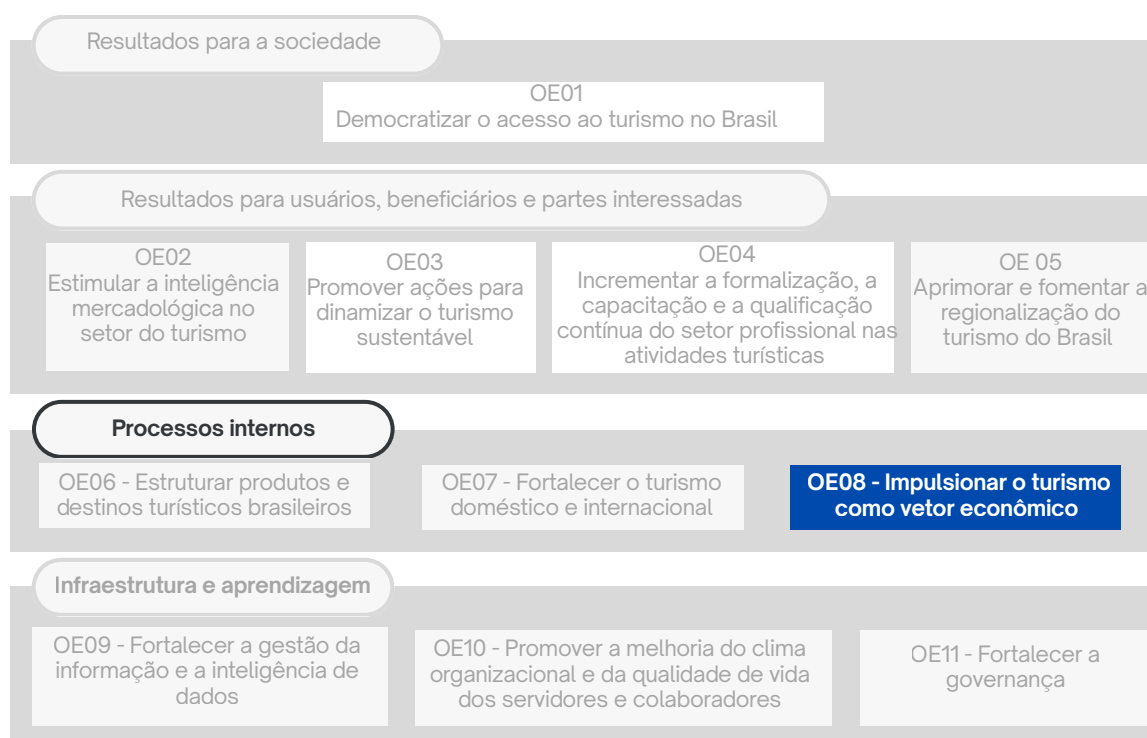 Resultados para a sociedade
OE01
Democratizar o acesso ao turismo no Brasil
Resultados para usuários, beneficiários e partes interessadas
OE02
Estimular a inteligência
mercadológica no
setor do turismo
OE03
Promover ações para
dinamizar o turismo
sustentável
OE04
Incrementar a formalização, a
capacitação e a qualificação
contínua do setor profissional nas
atividades turísticas
OE 05
Aprimorar e fomentar a
regionalização do
turismo do Brasil
Processos internos
OE06 - Estruturar produtos e
destinos turísticos brasileiros
OE07 - Fortalecer o turismo
doméstico e internacional
OE08 - Impulsionar o turismo
como vetor econômico
Infraestrutura e aprendizagem
OE09 - Fortalecer a gestão da
informação e a inteligência de
dados
OE10 - Promover a melhoria do clima
organizacional e da qualidade de vida
dos servidores e colaboradores
OE11 - Fortalecer a
governança